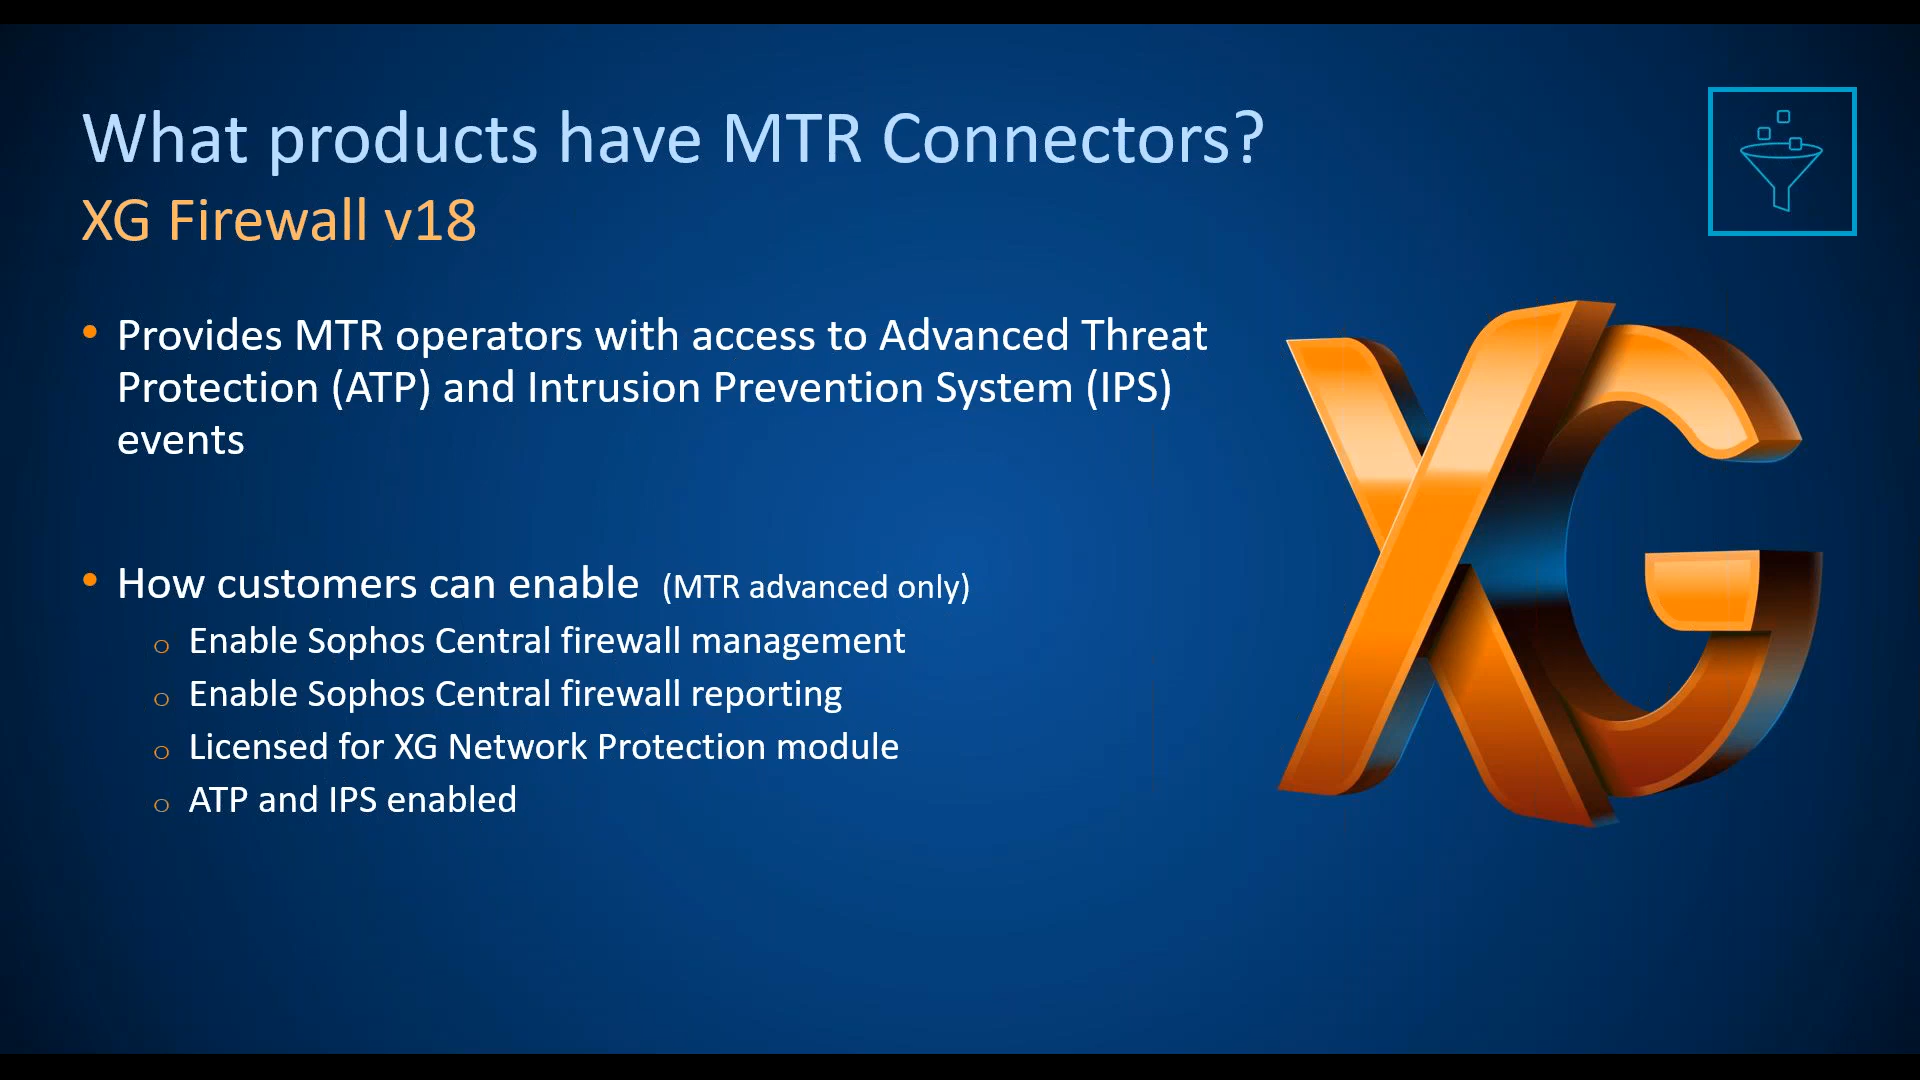 What products have MTR Connectors?
XG Firewall v18
• Provides MTR operators with access to Advanced Threat
Protection (ATP) and Intrusion Prevention System (IPS)
events
• How customers can enable (MTR advanced only)
o Enable Sophos Central firewall management
o Enable Sophos Central firewall reporting
o Licensed for XG Network Protection module
o ATP and IPS enabled
XG